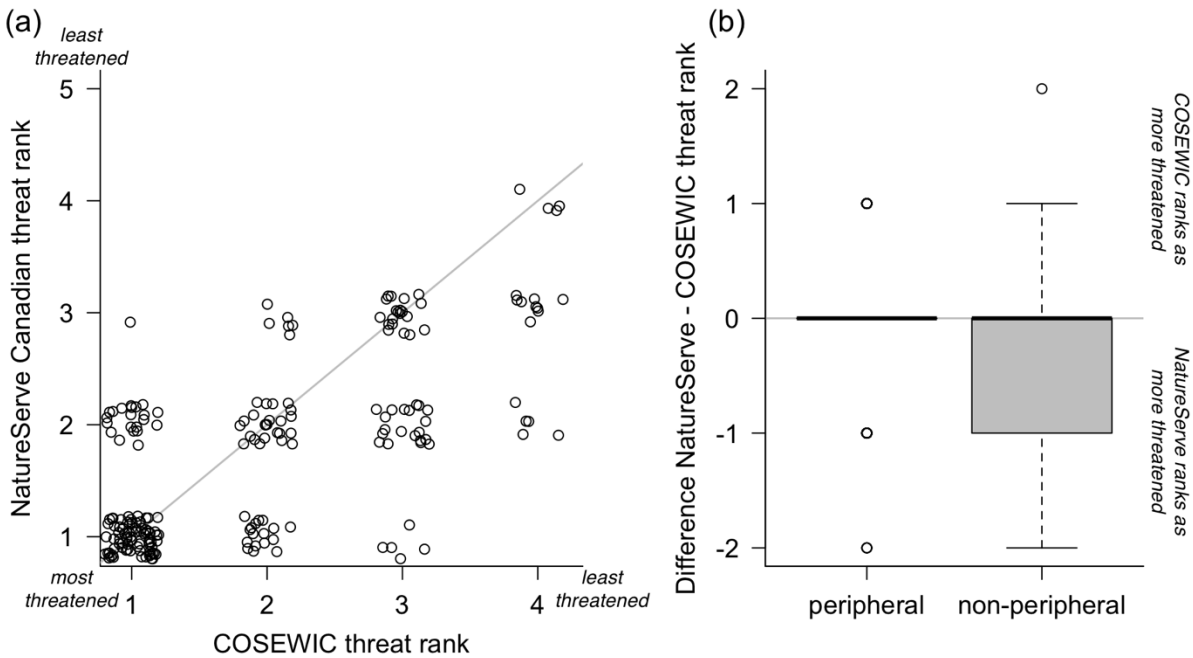 (a)
least
threatened
5
4
3
2
1
NatureServe Canadian threat rank
most
threatened
1
2
3
4
least
threatened
COSEWIC threat rank
(b)
2
1
0
-1
-2
Difference NatureServe - COSEWIC threat rank
peripheral
non-peripheral
COSEWIC ranks as
more threatened
NatureServe ranks as
more threatened